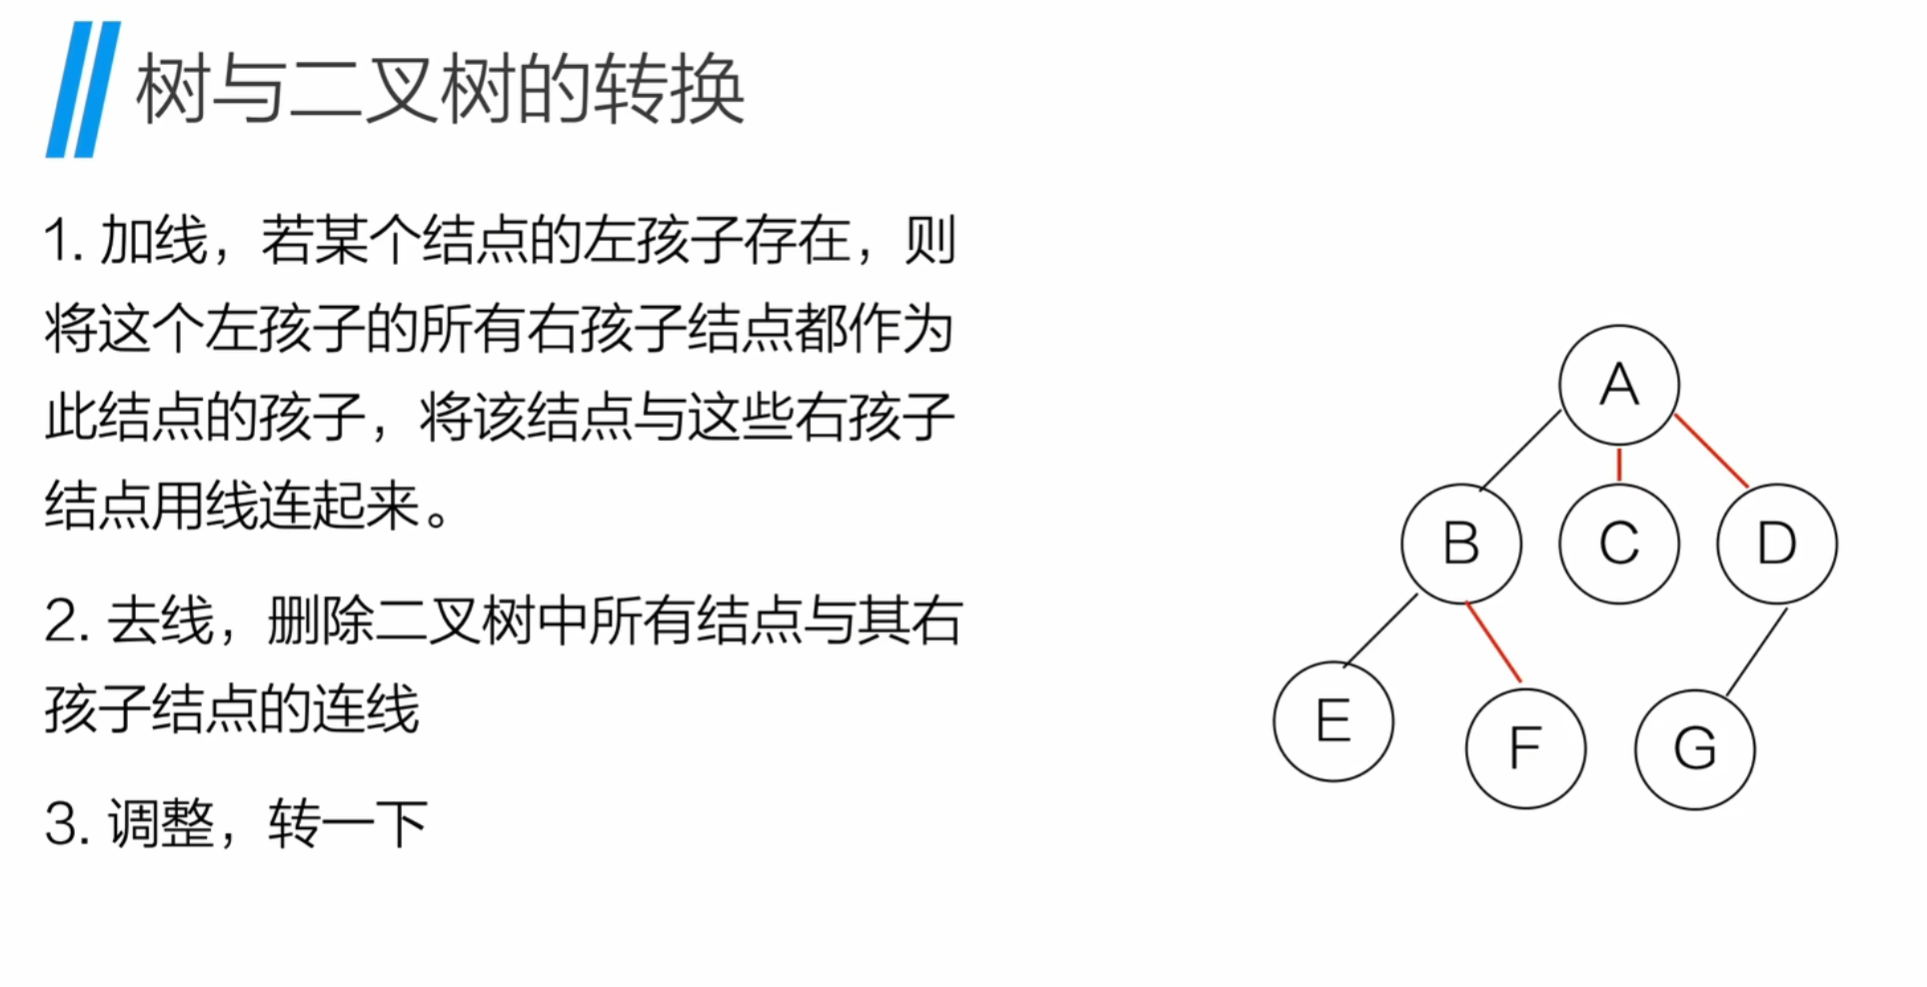 树与二叉树的转换
1. 加线，若某个结点的左孩子存在，则
将这个左孩子的所有右孩子结点都作为
此结点的孩子，将该结点与这些右孩子
结点用线连起来。
2. 去线，删除二叉树中所有结点与其右
孩子结点的连线
3. 调整，转一下
A
B C D
E F G